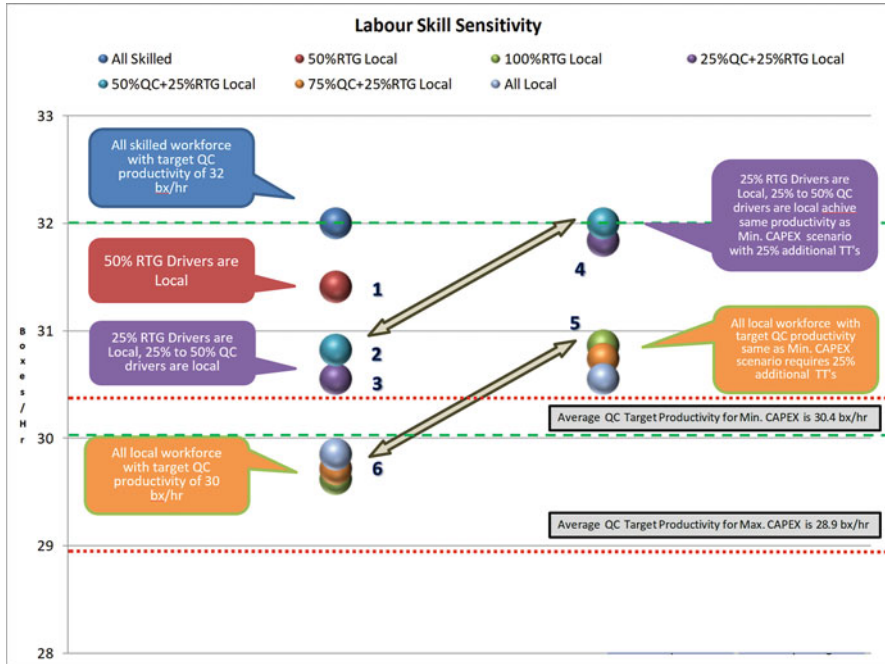 Labour Skill Sensitivity
All Skilled
50%RTG Local
100%RTG Local
25%QC+25%RTG Local
50%QC+25%RTG Local
75%QC+25%RTG Local
All Local
33
32
31
30
29
28
Boxes/Hr
All skilled workforce
with target QC
productivity of 32
bx/hr
50% RTG Drivers are
Local
25% RTG Drivers are
Local, 25% to 50% QC
drivers are local
All local workforce
with target QC
productivity of 30
bx/hr
1
2
3
6
4
5
25% RTG Drivers are
Local, 25% to 50% QC
drivers are local achive
same productivity as
Min. CAPEX scenario
with 25% additional TT's
All local workforce with
target QC productivity
same as Min. CAPEX
scenario requires 25%
additional TT's
Average QC Target Productivity for Min. CAPEX is 30.4 bx/hr
Average QC Target Productivity for Max. CAPEX is 28.9 bx/hr